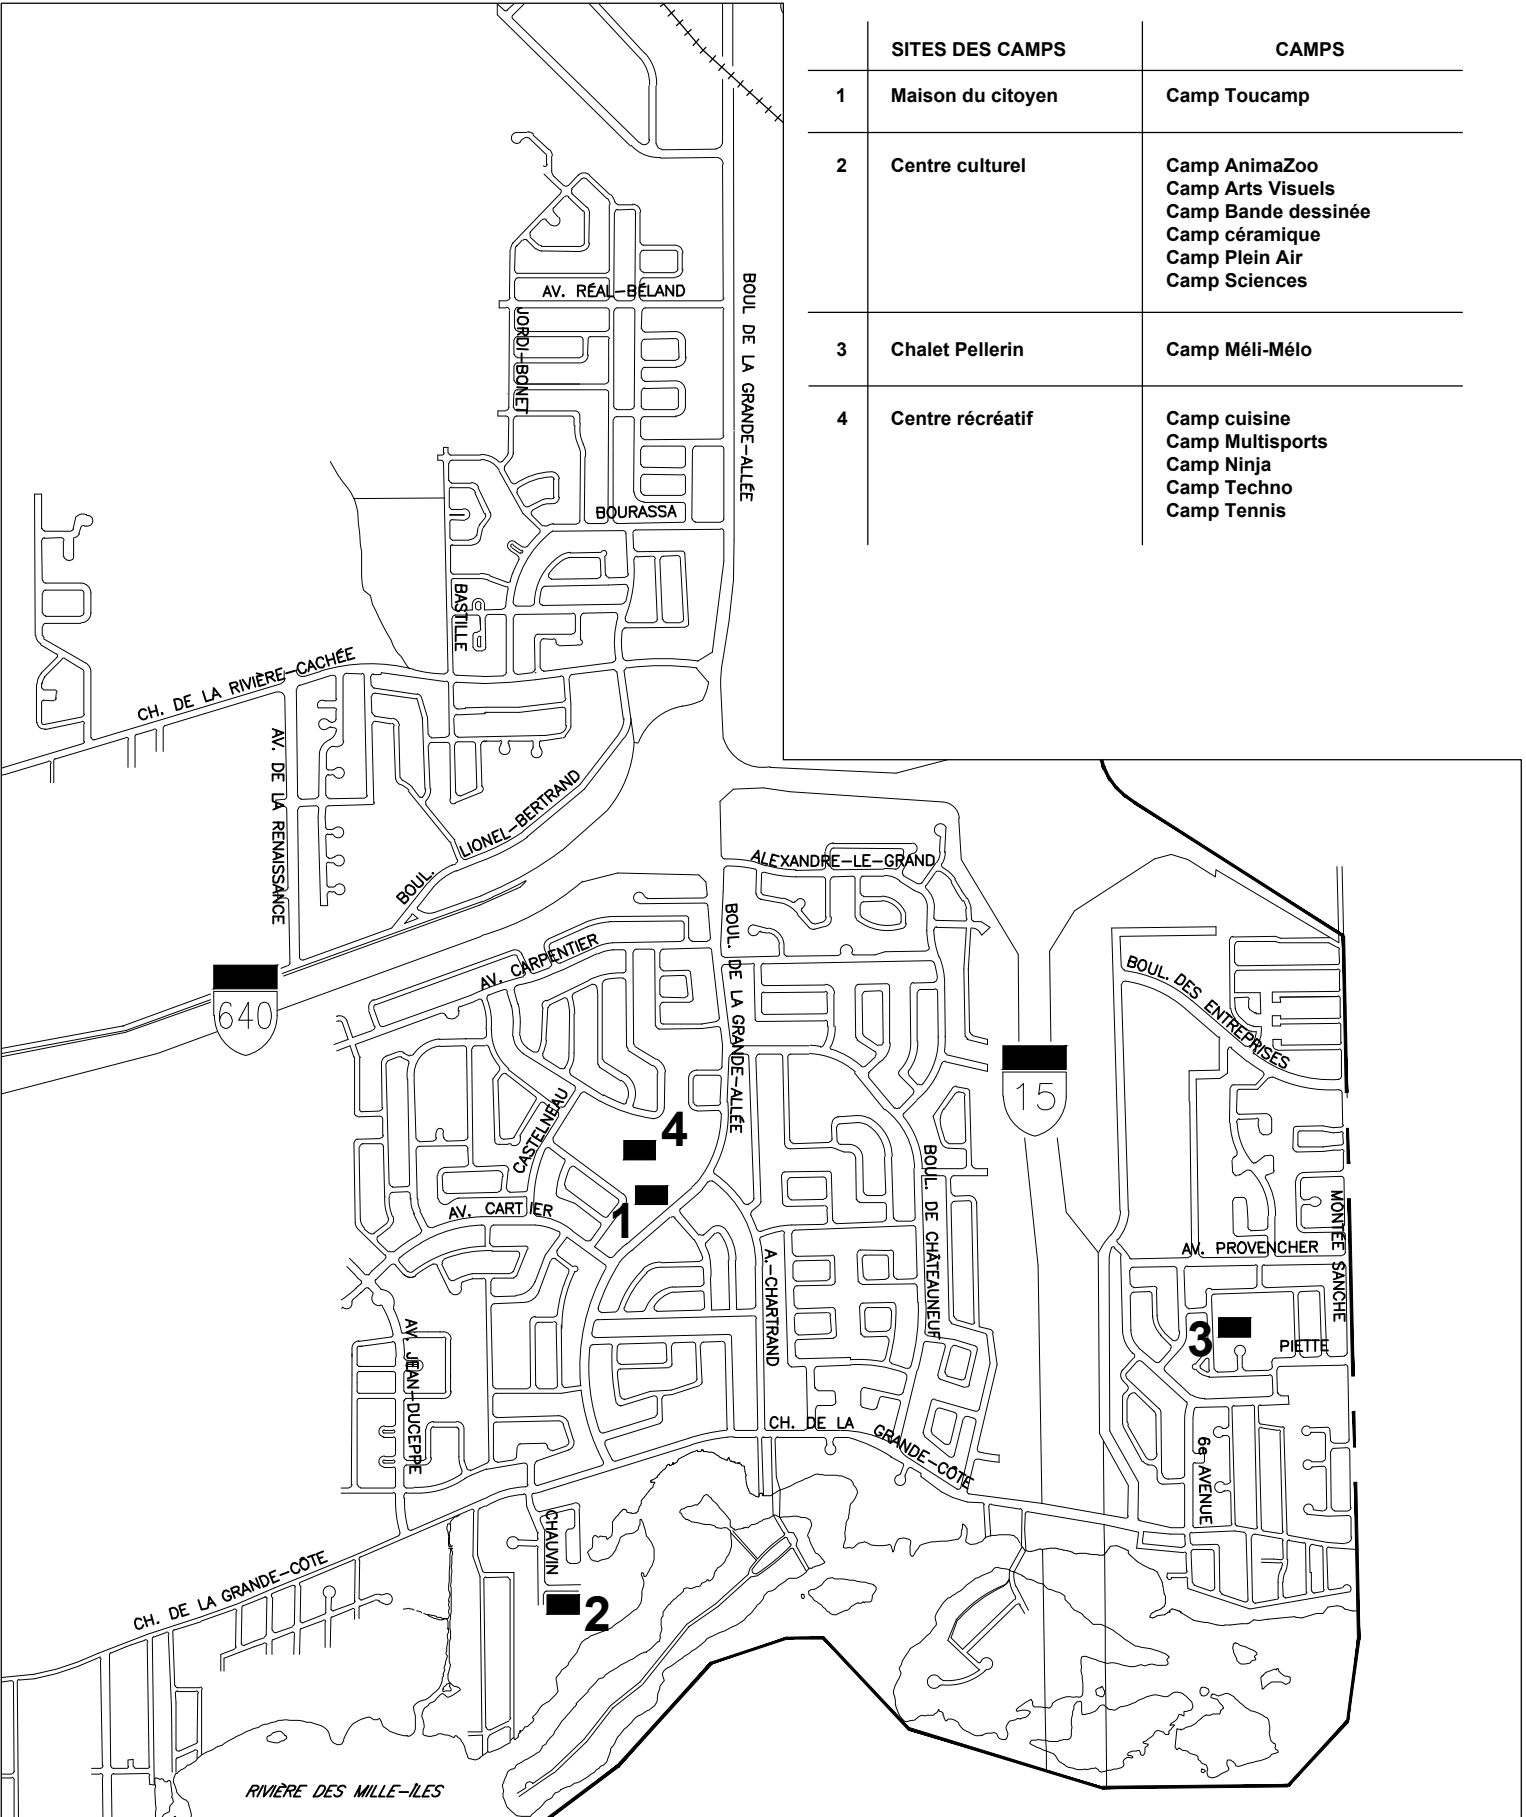 SITES DES CAMPS CAMPS
1 Maison du citoyen Camp Toucamp
2 Centre culturel Camp AnimaZoo
Camp Arts Visuels
Camp Bande dessinée
Camp céramique
Camp Plein Air
Camp Sciences
3 Chalet Pellerin Camp Méli-Mélo
4 Centre récréatif Camp cuisine
Camp Multisports
Camp Ninja
Camp Techno
Camp Tennis
AV. RÉAL-BÉLAND
JORDI-BONET
BOUL DE LA GRANDE-ALLÉE
BOURASSA
BASTILLE
CH. DE LA RIVIÈRE-CACHÉE
AV. DE LA RENAISSANCE
BOUL. LIONEL-BERTRAND
ALEXANDRE-LE-GRAND
BOUL. DE LA GRANDE-ALLÉE
AV. CARPENTIER
640
BOUL. DES ENTREPRISES
15
CASTELNEAU
4
1
AV. CARTIER
BOUL. DE CHÂTEAUNEUF
MONTÉE SANCHE
AV. PROVENCHER
A.-CHARTRAND
3
PIETTE
AV. JEAN-DUCEPPE
CH. DE LA GRANDE-CÔTE
6e AVENUE
CHAUVIN
2
CH. DE LA GRANDE-CÔTE
RIVIÈRE DES MILLE-ÎLES